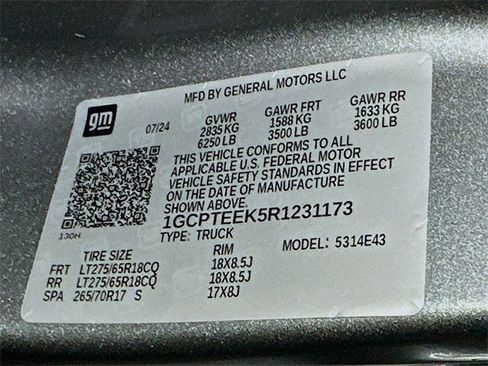 MFD BY GENERAL MOTORS LLC
gm
07/24
GVWR GAWR FRT GAWR RR
2835 KG 1588 KG 1633 KG
6250 LB 3500 LB 3600 LB
THIS VEHICLE CONFORMS TO ALL
APPLICABLE U.S. FEDERAL MOTOR
VEHICLE SAFETY STANDARDS IN EFFECT
ON THE DATE OF MANUFACTURE
SHOWN ABOVE.
1GCPTEEK5R1231173
130H
TYPE: TRUCK MODEL: 5314E43
TIRE SIZE RIM
FRT LT275/65R18CQ 18X8.5J
RR LT275/65R18CQ 18X8.5J
SPA 265/70R17 S 17X8J